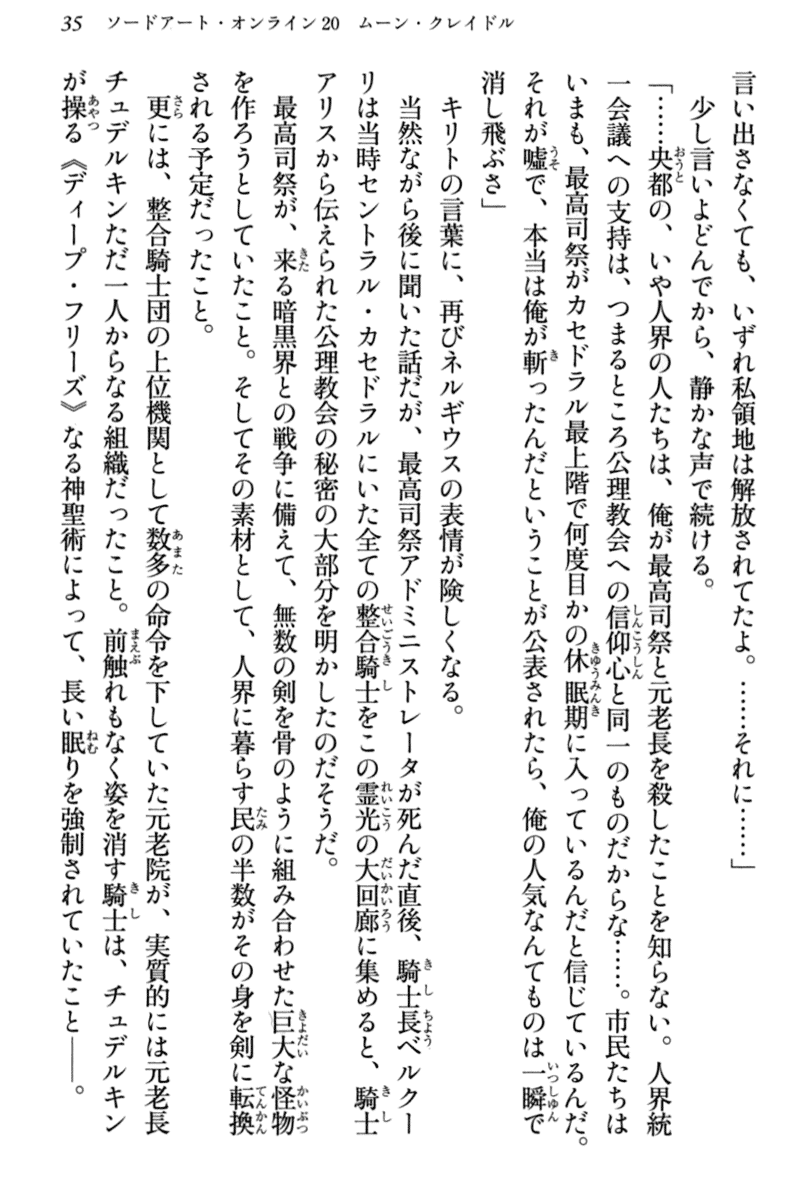 35　ソードアート・オンライン20　ムーン・クレイドル
言い出さなくても、いずれ私領地は解放されてたよ。……それに……」
　少し言いよどんでから、静かな声で続ける。
「……央都の、いや人界の人たちは、俺が最高司祭と元老長を殺したことを知らない。人界統
一会議への支持は、つまるところ公理教会への信仰心と同一のものだからな……。市民たちは
いまも、最高司祭がカセドラル最上階で何度目かの休眠期に入っているんだと信じているんだ。
それが嘘で、本当は俺が斬ったんだということが公表されたら、俺の人気なんてものは一瞬で
消し飛ぶさ」
　キリトの言葉に、再びネルギウスの表情が険しくなる。
　当然ながら後に聞いた話だが、最高司祭アドミニストレータが死んだ直後、騎士長ベルクー
リは当時セントラル・カセドラルにいた全ての整合騎士をこの霊光の大回廊に集めると、騎士
アリスから伝えられた公理教会の秘密の大部分を明かしたのだそうだ。
　最高司祭が、来る暗黒界との戦争に備えて、無数の剣を骨のように組み合わせた巨大な怪物
を作ろうとしていたこと。そしてその素材として、人界に暮らす民の半数がその身を剣に転換
される予定だったこと。
　更には、整合騎士団の上位機関として数多の命令を下していた元老院が、実質的には元老長
チュデルキンただ一人からなる組織だったこと。前触れもなく姿を消す騎士は、チュデルキン
が操る《ディープ・フリーズ》なる神聖術によって、長い眠りを強制されていたこと――。